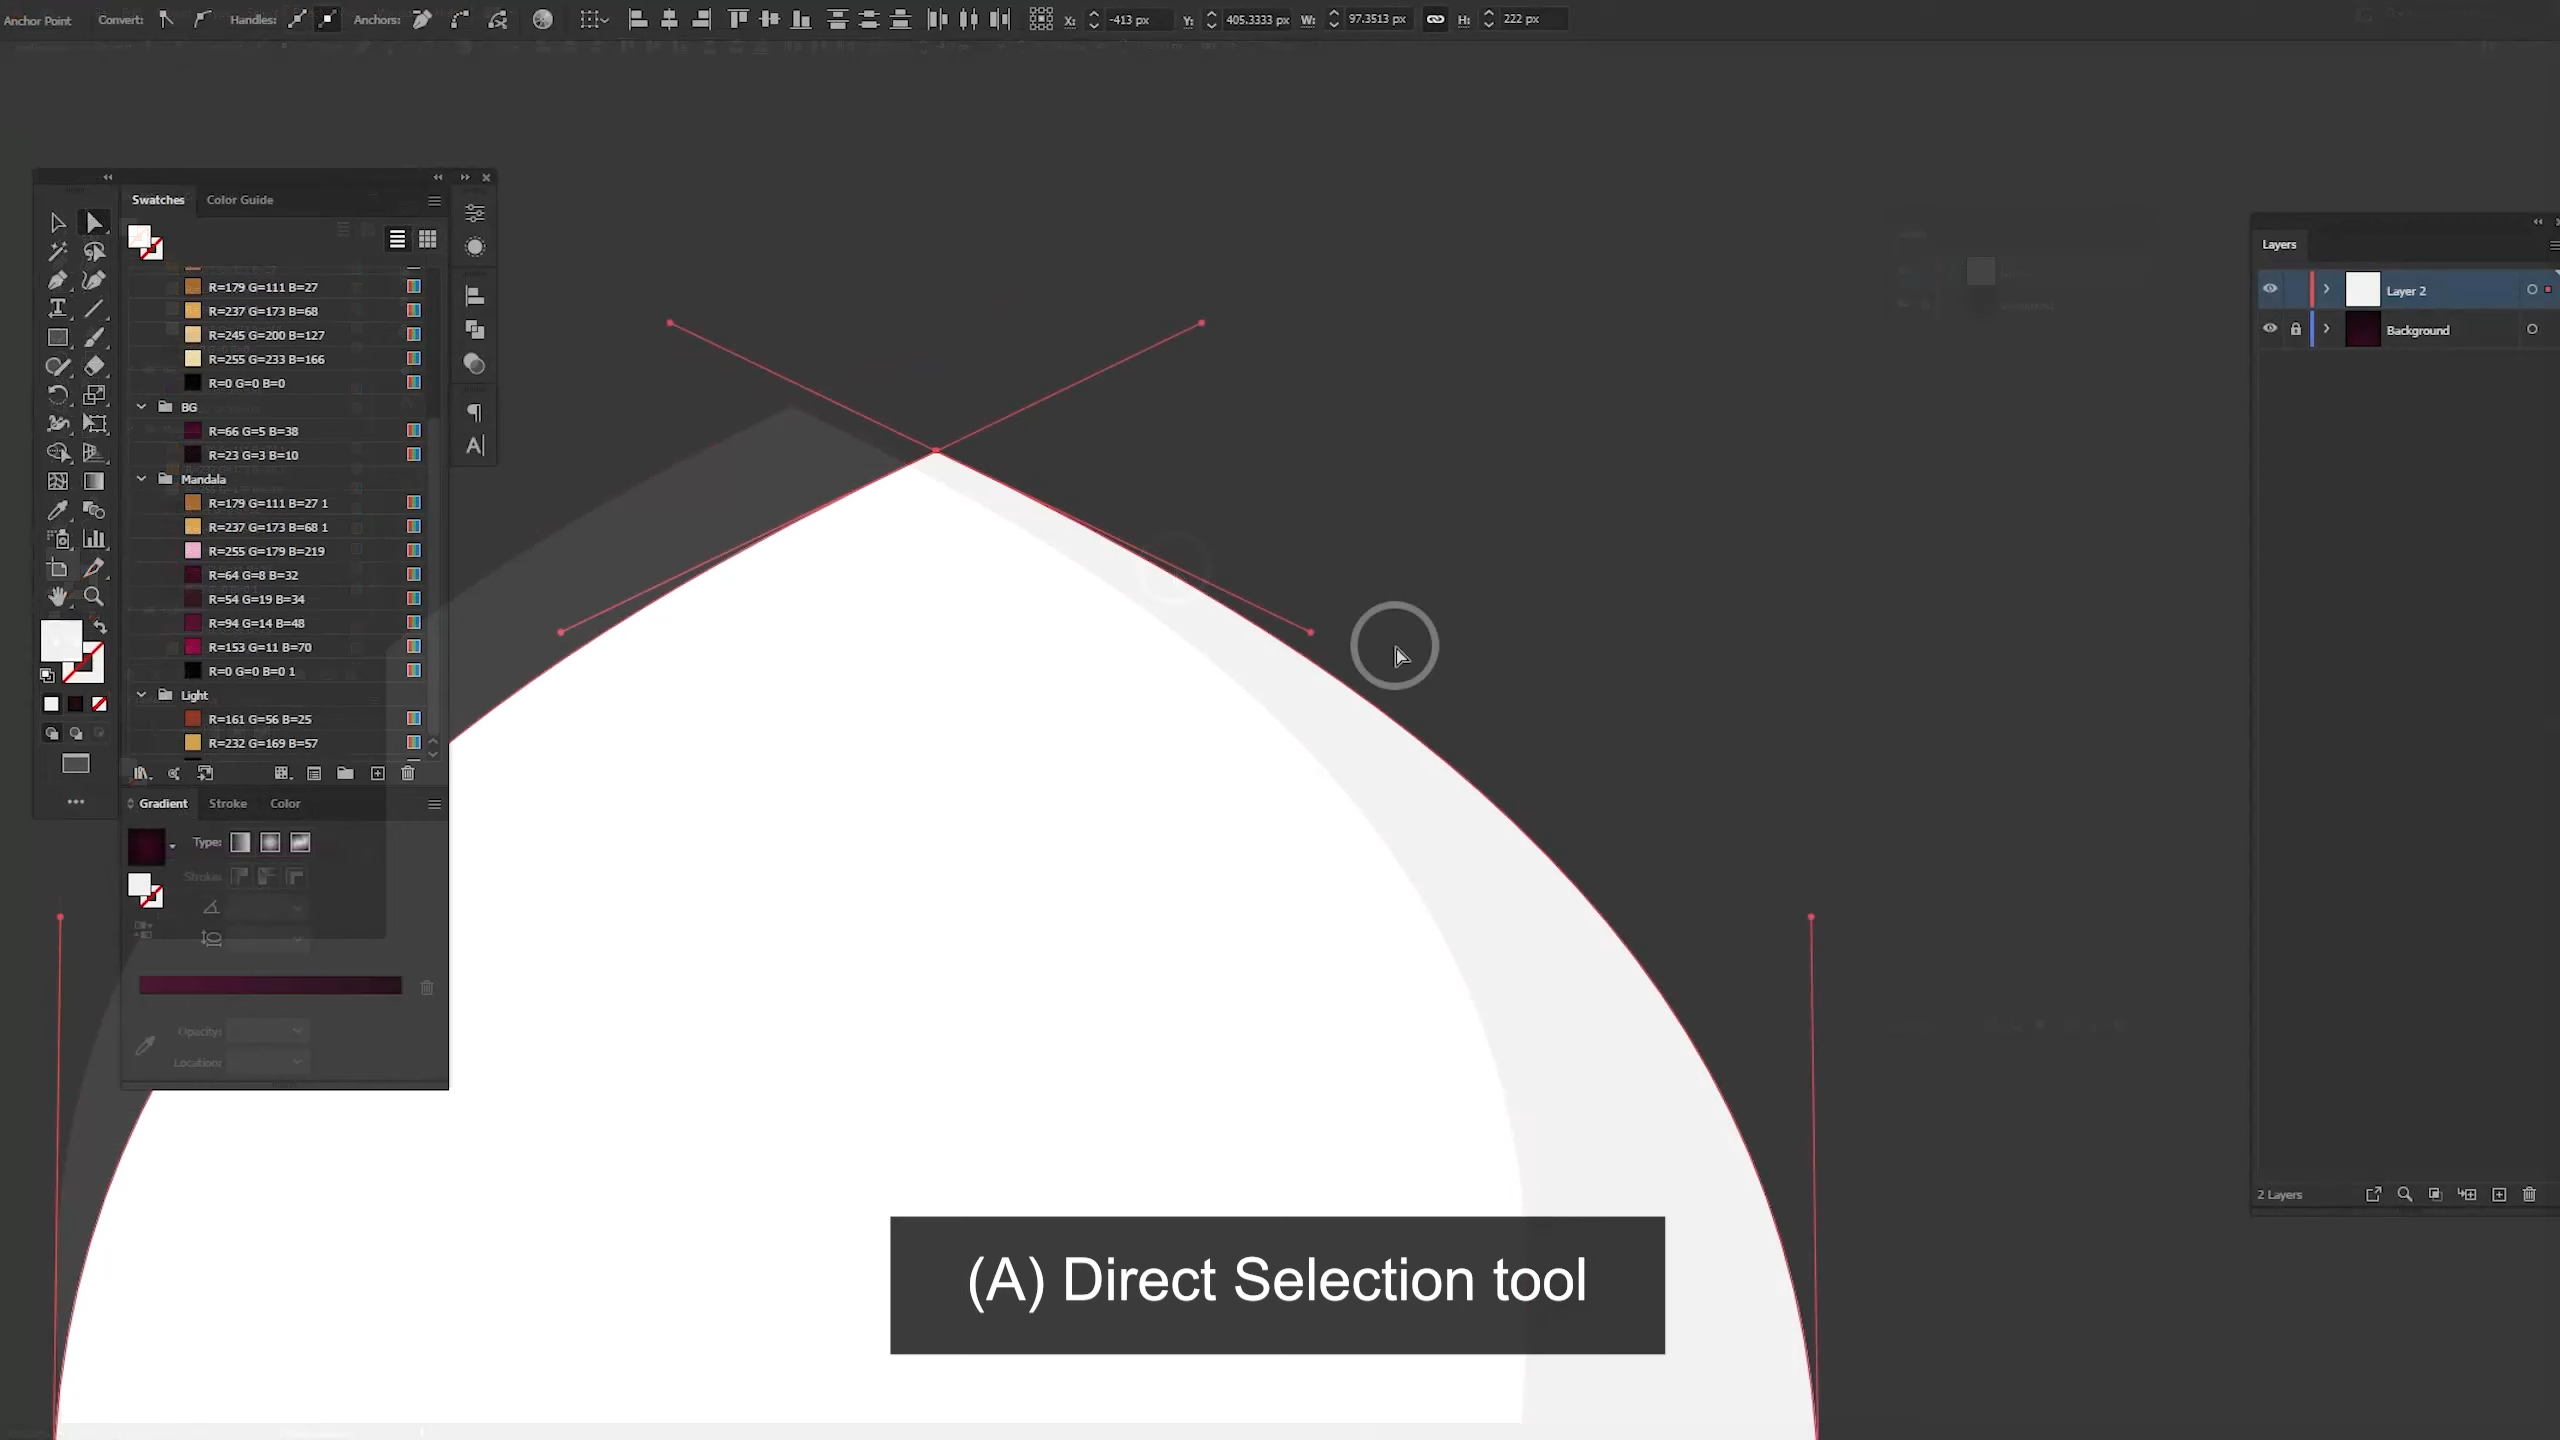 Anchor Point Convert: Handles: Anchors: X: -413 px Y: 405.3333 px W: 97.3513 px H: 222 px
Swatches Color Guide
R=179 G=111 B=27
R=237 G=173 B=68
R=245 G=200 B=127
R=255 G=233 B=166
R=0 G=0 B=0
BG
R=66 G=5 B=38
R=23 G=3 B=10
Mandala
R=179 G=111 B=27 1
R=237 G=173 B=68 1
R=255 G=179 B=219
R=64 G=8 B=32
R=54 G=19 B=34
R=94 G=14 B=48
R=153 G=11 B=70
R=0 G=0 B=0 1
Light
R=161 G=56 B=25
R=232 G=169 B=57
Gradient Stroke Color
Type:
Stroke:
Opacity:
Location:
Layers
Layer 2
Background
2 Layers
(A) Direct Selection tool